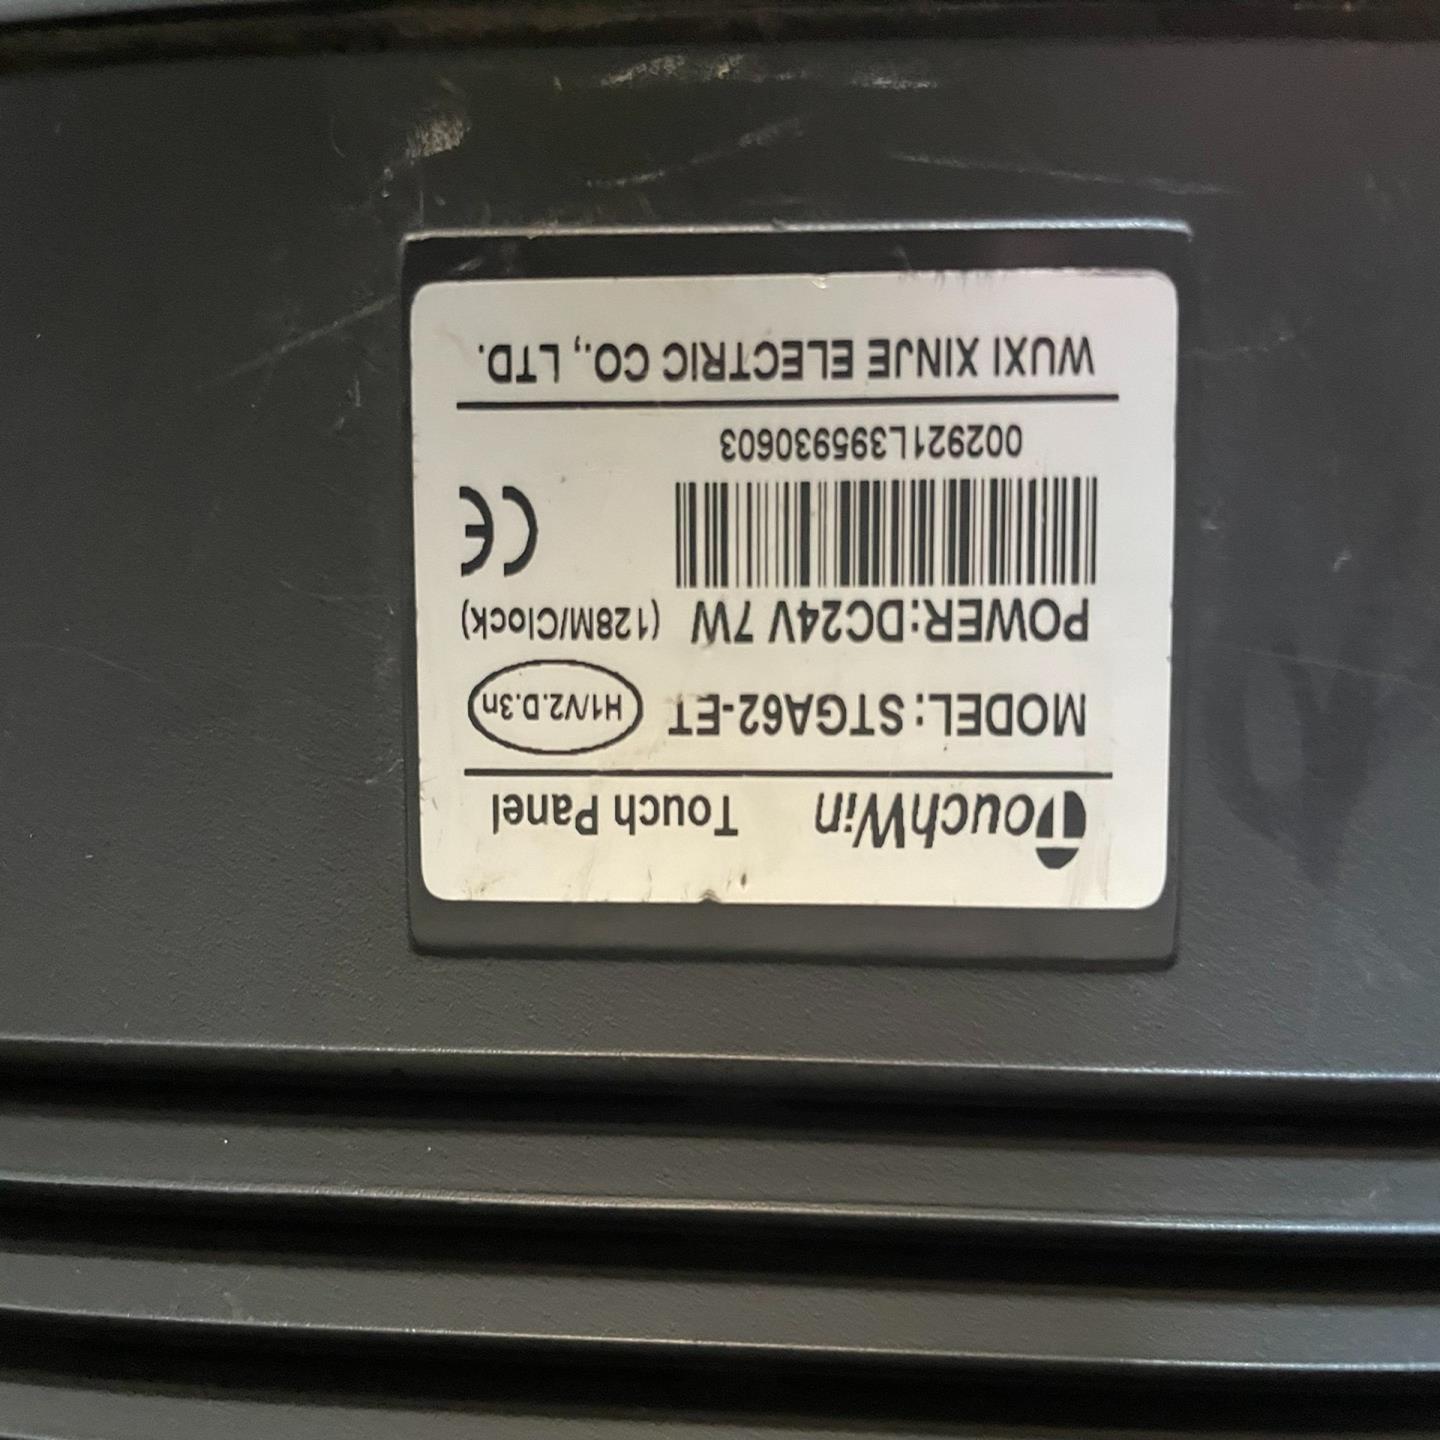 TouchWin Touch Panel
MODEL:STGA62-ET H1/V2.D.3n
POWER:DC24V 7W (128M/Clock)
CE
002921L395930603
WUXI XINJE ELECTRIC CO., LTD.